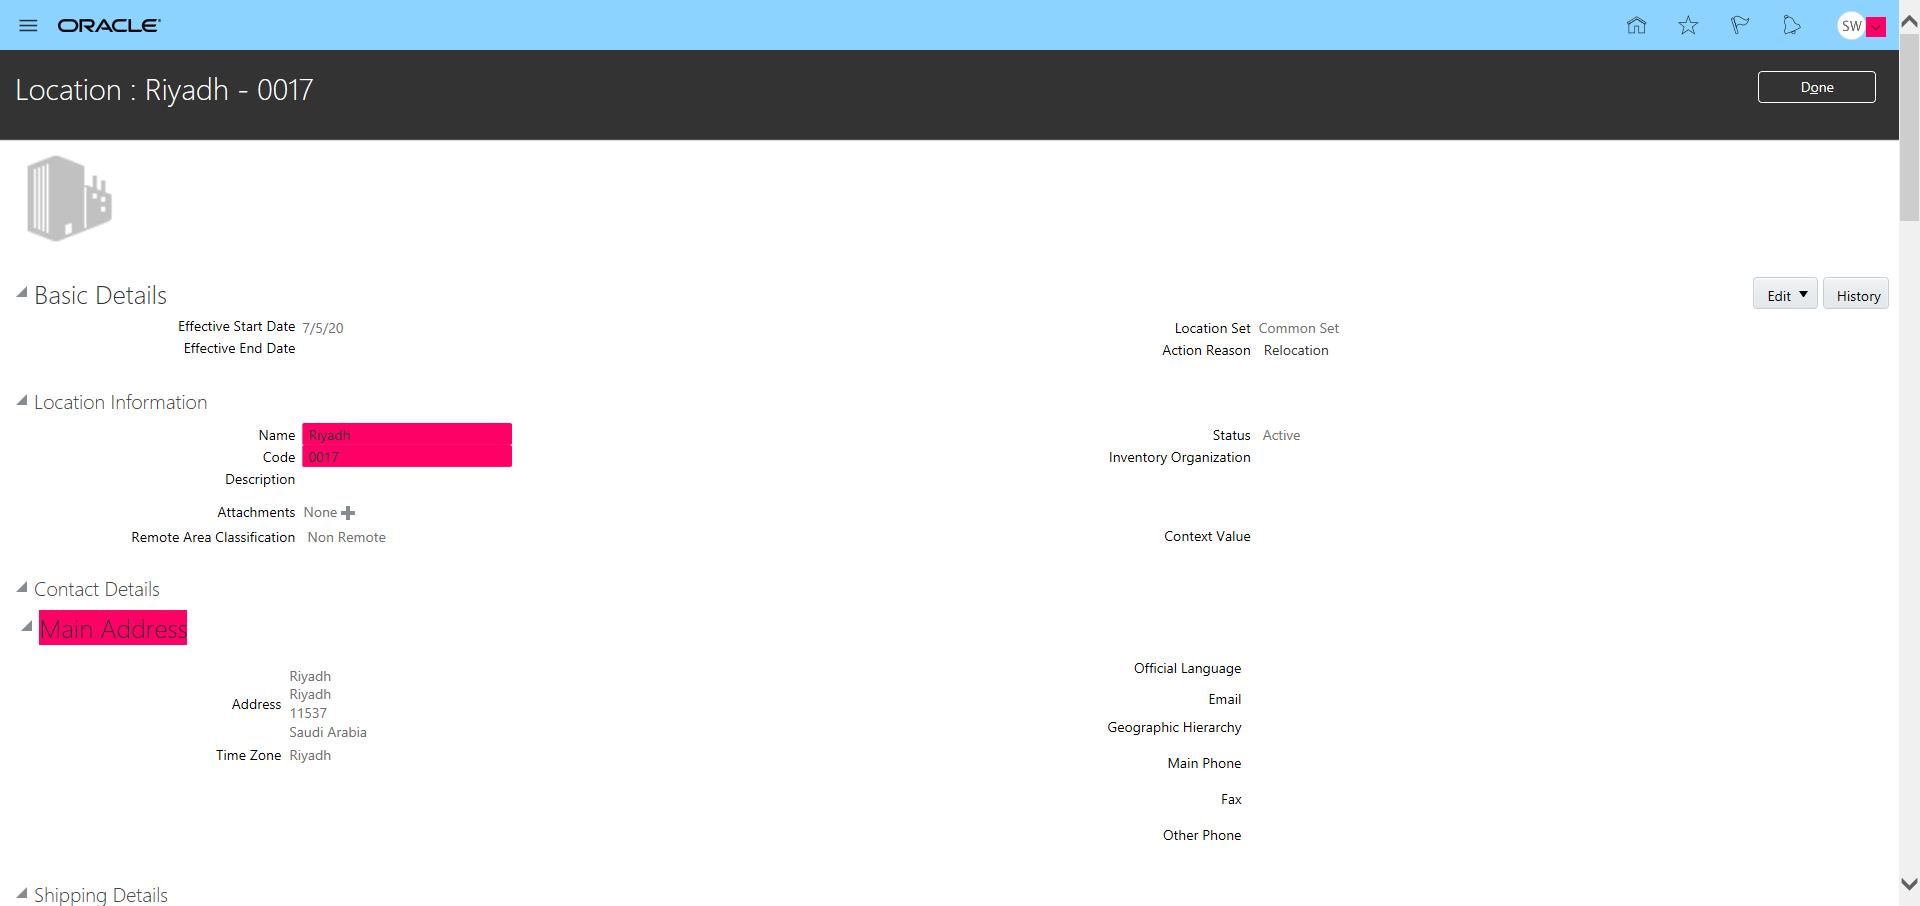 ORACLE
SW
Location : Riyadh - 0017
Done
Basic Details
Edit
History
Effective Start Date 7/5/20
Location Set Common Set
Effective End Date
Action Reason Relocation
Location Information
Name Riyadh
Status Active
Code 0017
Inventory Organization
Description
Attachments None
Remote Area Classification Non Remote
Context Value
Contact Details
Main Address
Address
Riyadh
Riyadh
11537
Saudi Arabia
Time Zone Riyadh
Official Language
Email
Geographic Hierarchy
Main Phone
Fax
Other Phone
Shipping Details